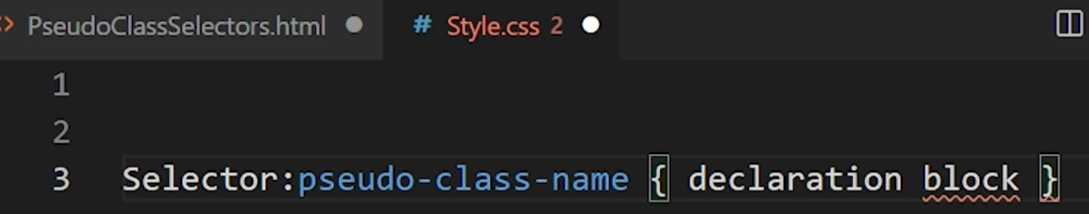 PseudoClassSelectors.html # Style.css 2
1
2
3 Selector:pseudo-class-name { declaration block }